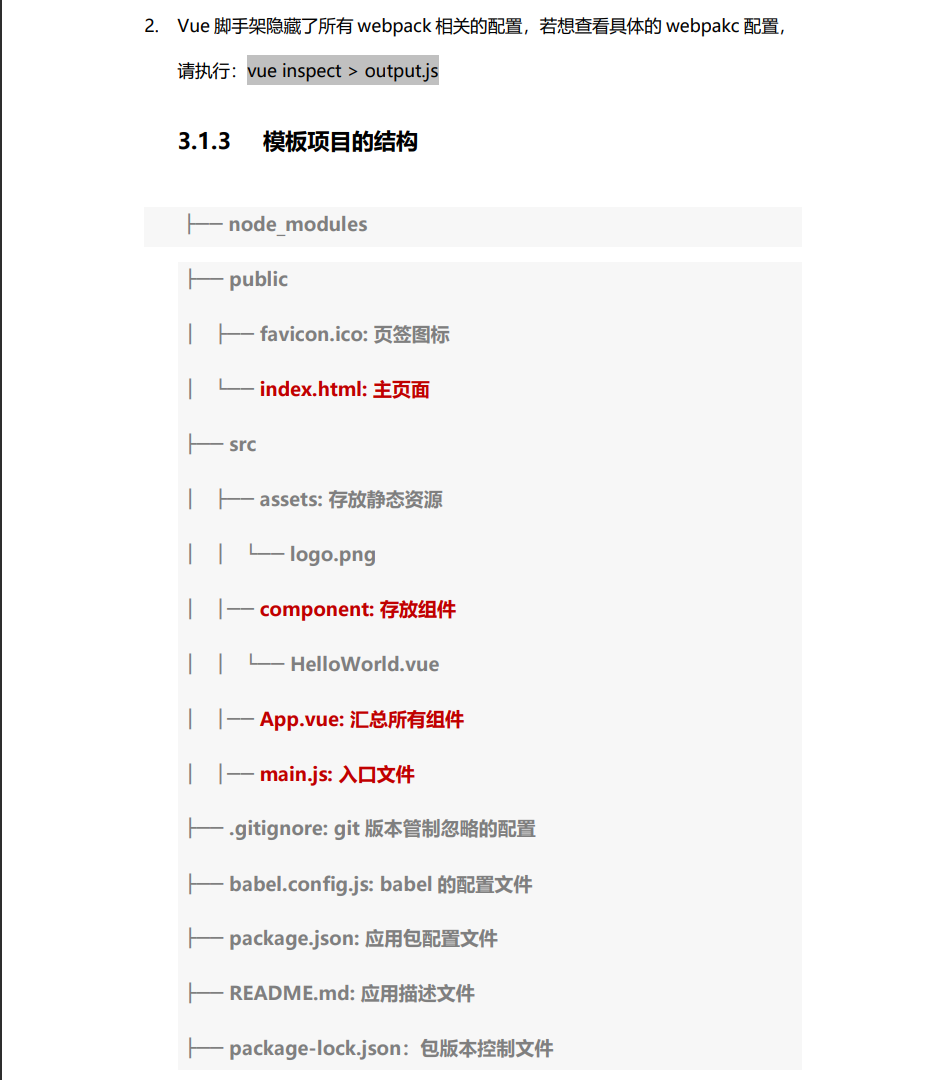 2. Vue 脚手架隐藏了所有 webpack 相关的配置，若想查看具体的 webpakc 配置，
请执行：vue inspect > output.js
3.1.3 模板项目的结构
├── node_modules
├── public
│ ├── favicon.ico: 页签图标
│ └── index.html: 主页面
├── src
│ ├── assets: 存放静态资源
│ │ └── logo.png
│ │── component: 存放组件
│ │ └── HelloWorld.vue
│ │── App.vue: 汇总所有组件
│ │── main.js: 入口文件
├── .gitignore: git 版本管制忽略的配置
├── babel.config.js: babel 的配置文件
├── package.json: 应用包配置文件
├── README.md: 应用描述文件
├── package-lock.json：包版本控制文件